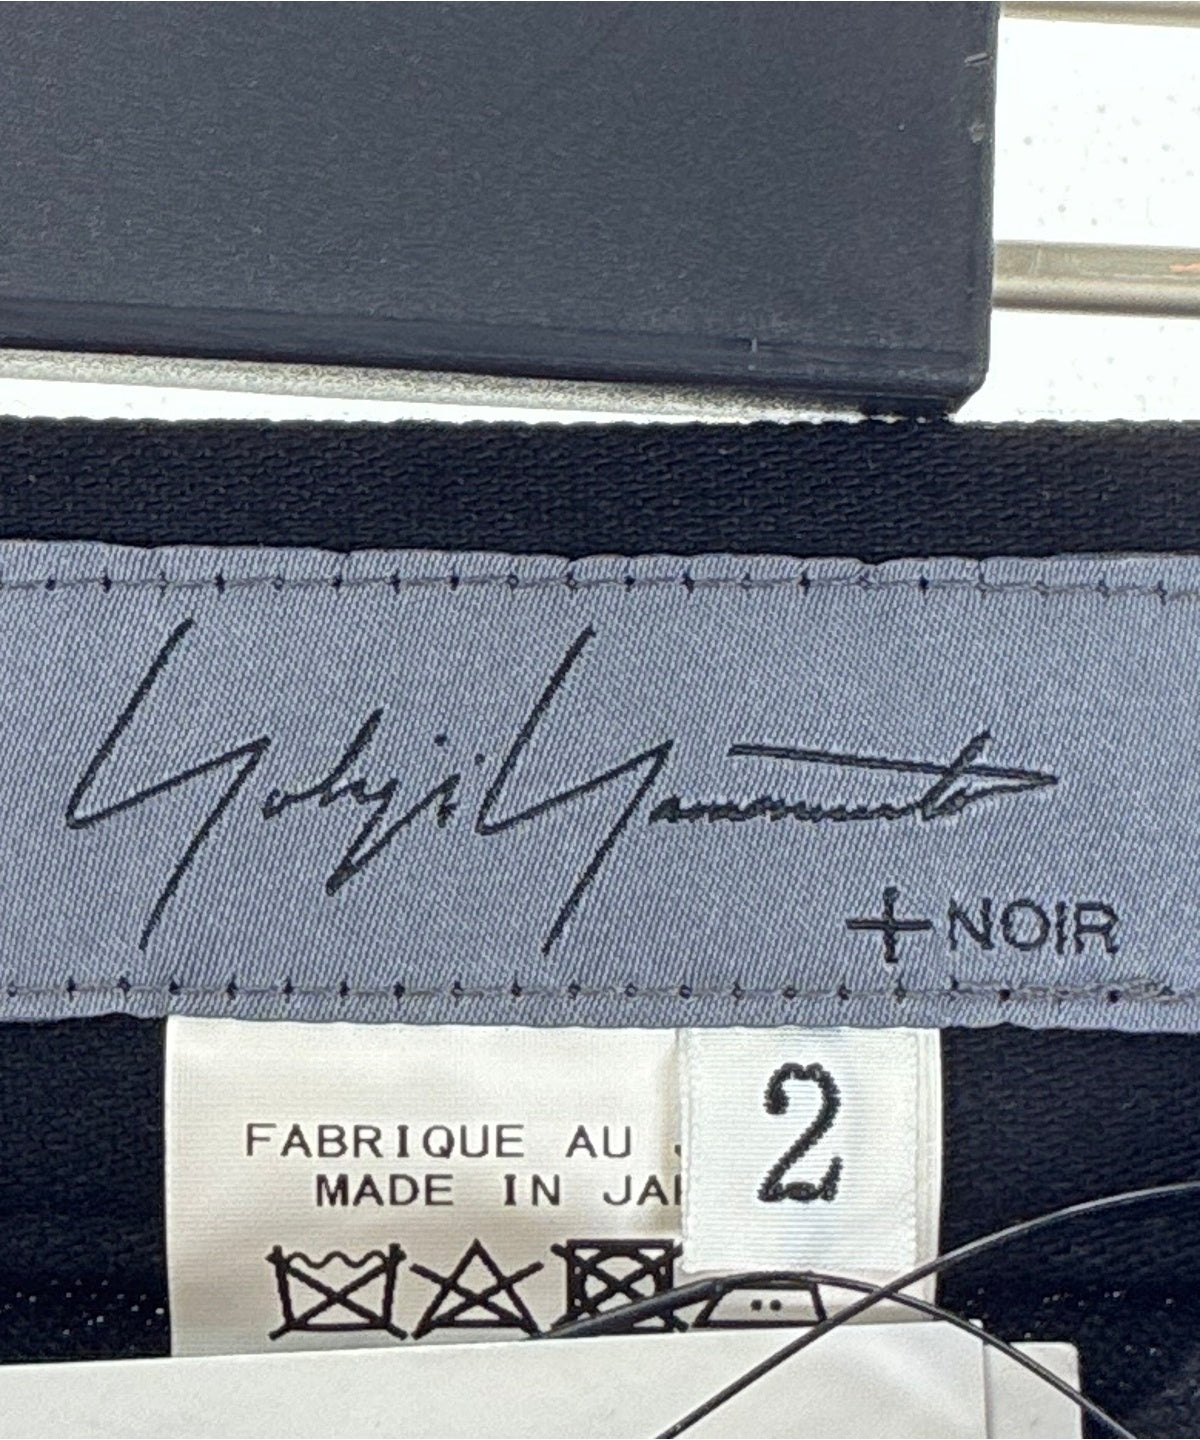 Yohji Yamamoto
+NOIR
2
FABRIQUE AU
MADE IN